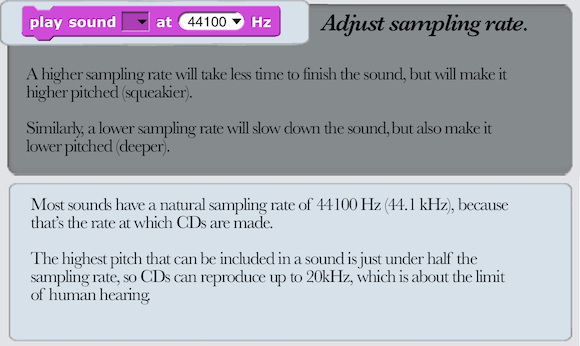 play sound at 44100 Hz
Adjust sampling rate.
A higher sampling rate will take less time to finish the sound, but will make it
higher pitched (squeakier).
Similarly, a lower sampling rate will slow down the sound, but also make it
lower pitched (deeper).
Most sounds have a natural sampling rate of 44100 Hz (44.1 kHz), because
that's the rate at which CDs are made.
The highest pitch that can be included in a sound is just under half the
sampling rate, so CDs can reproduce up to 20kHz, which is about the limit
of human hearing.